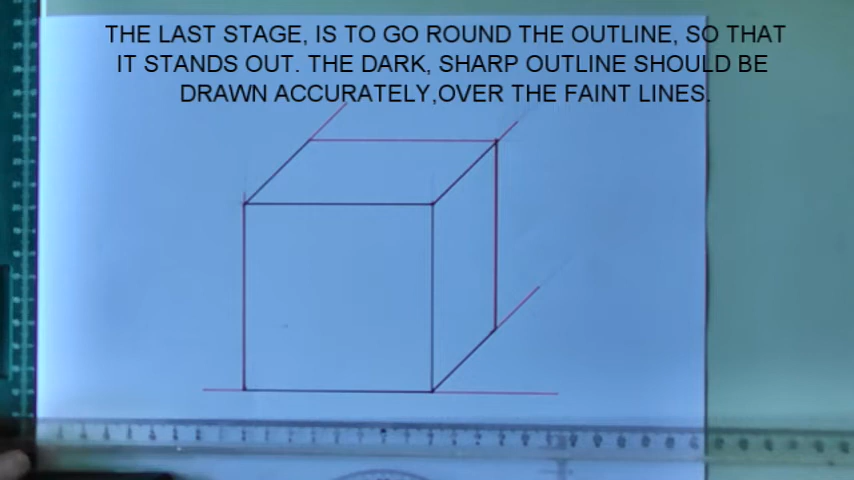 THE LAST STAGE, IS TO GO ROUND THE OUTLINE, SO THAT
IT STANDS OUT. THE DARK, SHARP OUTLINE SHOULD BE
DRAWN ACCURATELY,OVER THE FAINT LINES.